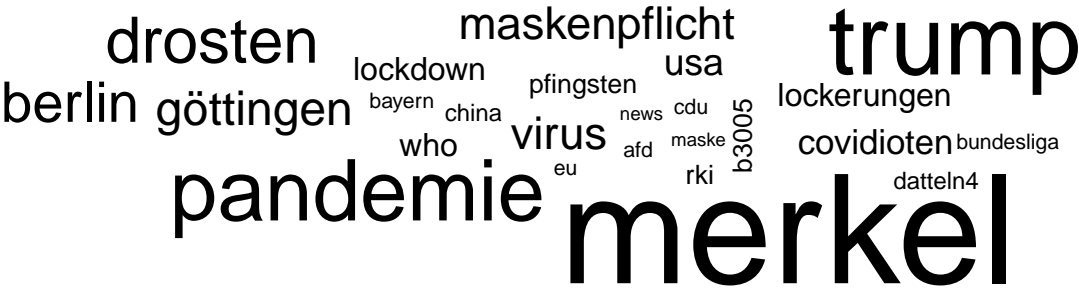 drosten
maskenpflicht
trump
lockdown
usa
pfingsten
berlin
göttingen
bayern
china
news
cdu
b3005
lockerungen
who
virus
afd
maske
covidioten
bundesliga
eu
rki
pandemie
datteln4
merkel